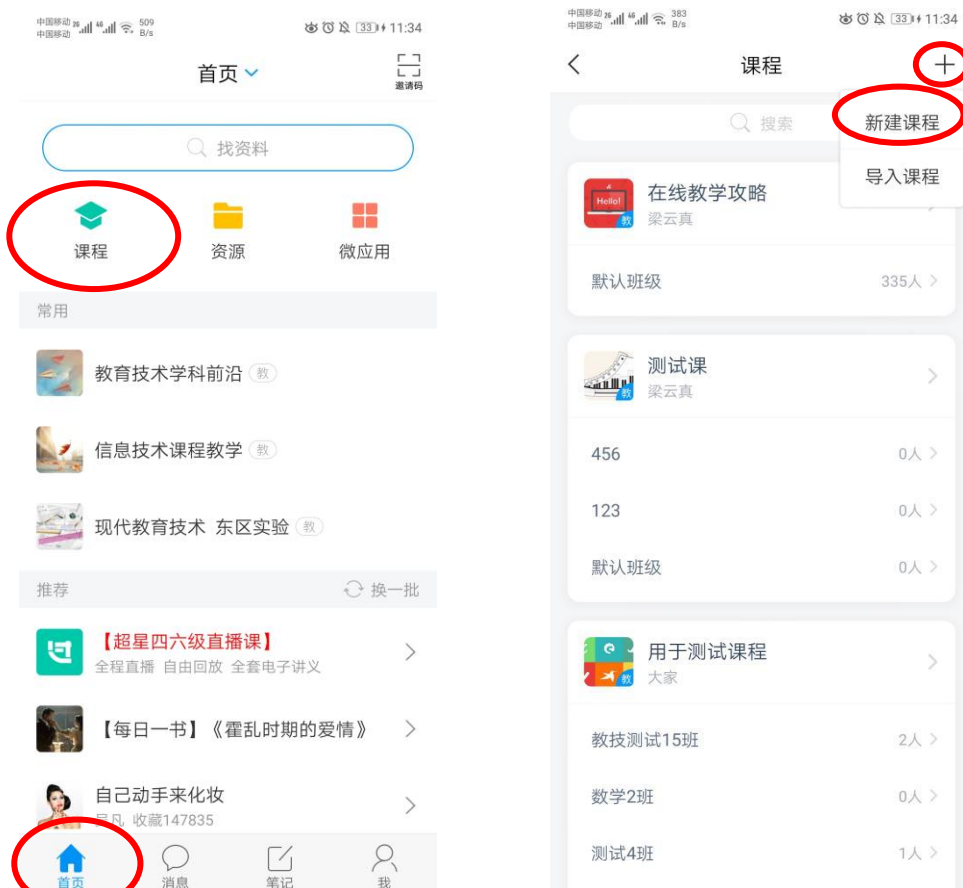 中国移动 26 46 509
中国移动 B/s
33 11:34
首页
邀请码
找资料
课程
资源
微应用
常用
教育技术学科前沿 教
信息技术课程教学 教
现代教育技术 东区实验 教
推荐
换一批
【超星四六级直播课】
全程直播 自由回放 全套电子讲义
【每日一书】《霍乱时期的爱情》
自己动手来化妆
吴凡 收藏147835
首页
消息
笔记
我
中国移动 26 46 383
中国移动 B/s
33 11:34
课程
搜索
新建课程
导入课程
Hello!
教
在线教学攻略
梁云真
默认班级 335人
教
测试课
梁云真
456 0人
123 0人
默认班级 0人
教
用于测试课程
大家
教技测试15班 2人
数学2班 0人
测试4班 1人